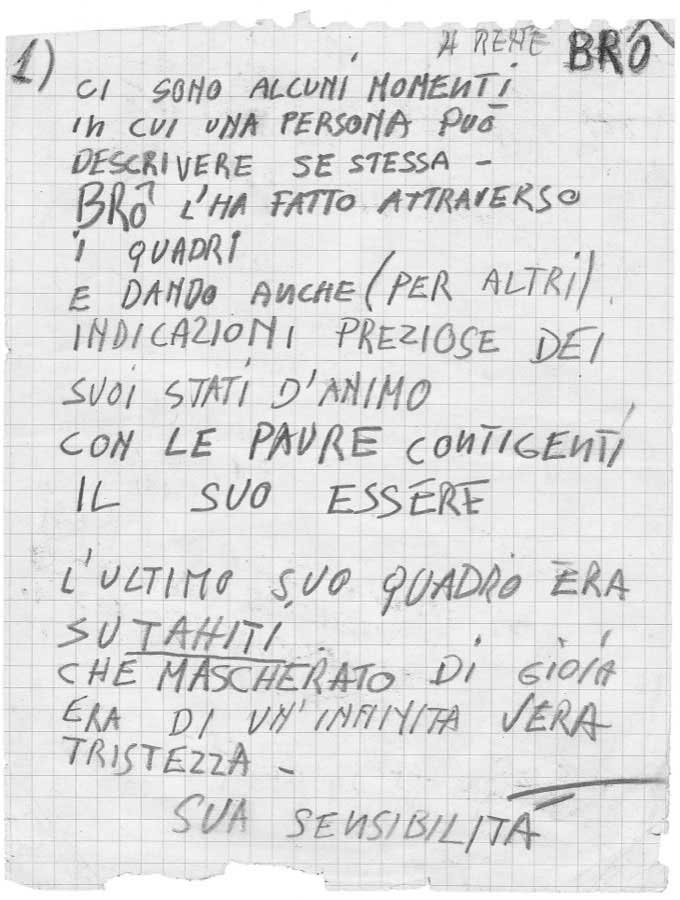 A RENE BRÔ
1) CI SONO ALCUNI MOMENTI
IN CUI UNA PERSONA PUÒ
DESCRIVERE SE STESSA -
BRÔ L'HA FATTO ATTRAVERSO
I QUADRI
E DANDO ANCHE (PER ALTRI)
INDICAZIONI PREZIOSE DEI
SUOI STATI D'ANIMO
CON LE PAURE CONTIGENTI
IL SUO ESSERE
L'ULTIMO SUO QUADRO ERA
SU TAHITI
CHE MASCHERATO DI GIOIA
ERA DI UN'INFINITA VERA
TRISTEZZA -
SUA SENSIBILITÀ